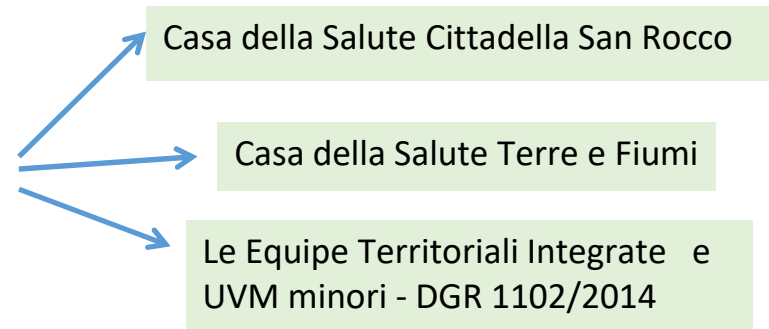 Casa della Salute Cittadella San Rocco
Casa della Salute Terre e Fiumi
Le Equipe Territoriali Integrate e
UVM minori - DGR 1102/2014